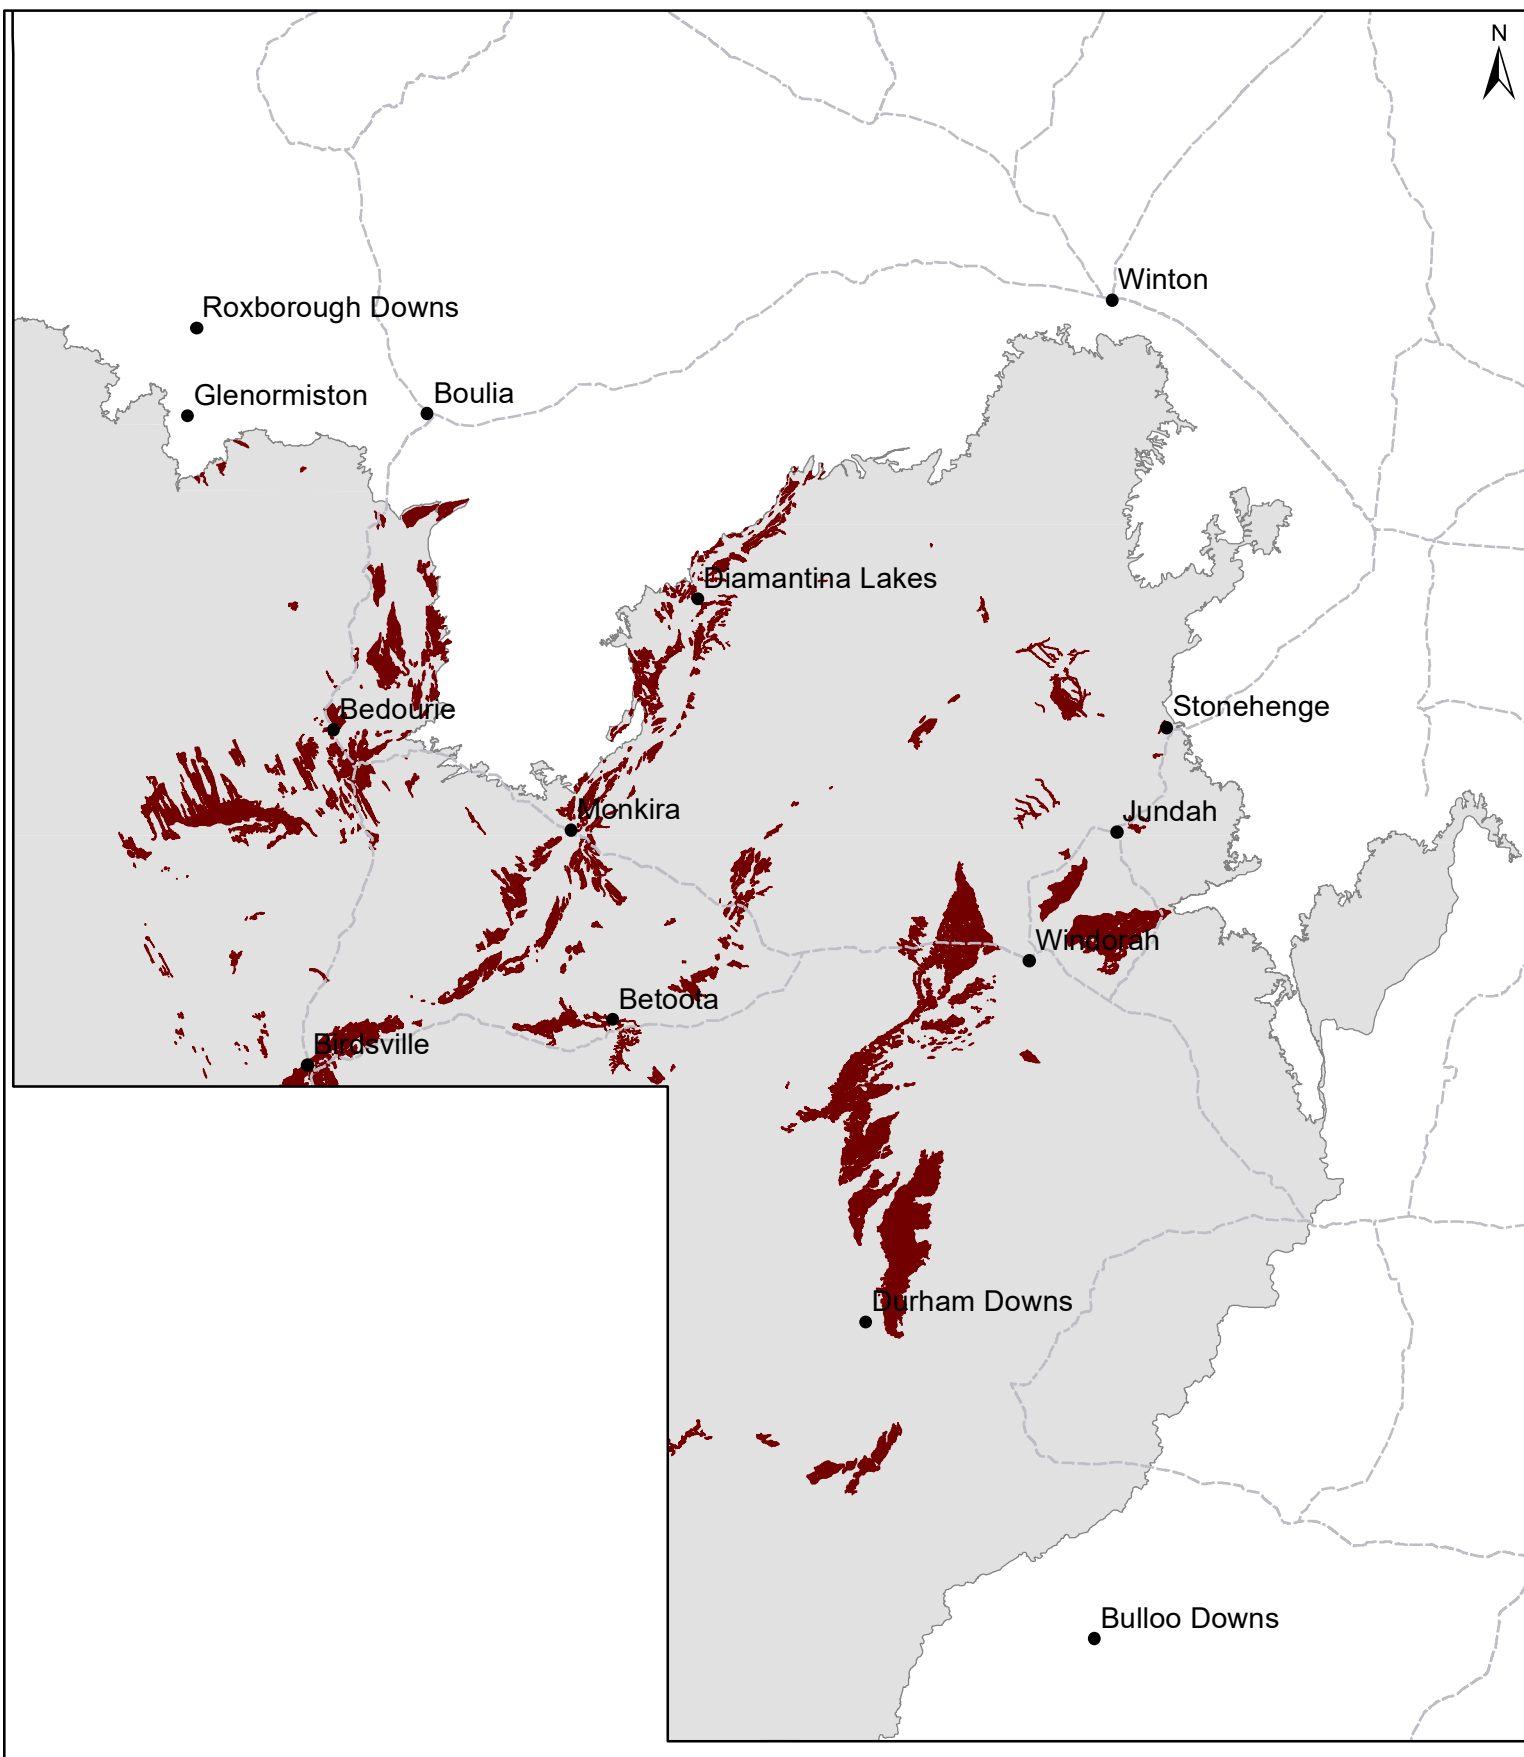 N
Winton
Roxborough Downs
Glenormiston
Boulia
Diamantina Lakes
Bedourie
Stonehenge
Monkira
Jundah
Windorah
Betoota
Birdsville
Durham Downs
Bulloo Downs